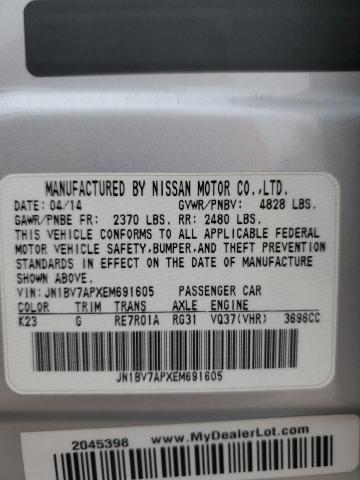 MANUFACTURED BY NISSAN MOTOR CO.,LTD.
DATE: 04/14 GVWR/PNBV: 4828 LBS.
GAWR/PNBE FR: 2370 LBS. RR: 2480 LBS.
THIS VEHICLE CONFORMS TO ALL APPLICABLE FEDERAL
MOTOR VEHICLE SAFETY,BUMPER,AND THEFT PREVENTION
STANDARDS IN EFFECT ON THE DATE OF MANUFACTURE
SHOWN ABOVE.
VIN: JN1BV7APXEM691605 PASSENGER CAR
COLOR TRIM TRANS AXLE ENGINE
K23 G RE7R01A RG31 VQ37(VHR) 3696CC
JN1BV7APXEM691605
2045398 www.MyDealerLot.com